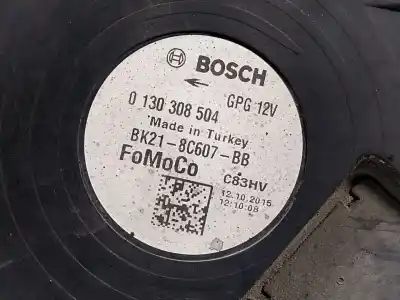 BOSCH
0 130 308 504 GPG 12V
Made in Turkey
BK21-8C607-BB
FoMoCo
C83HV
12.10.2015
12:10:08